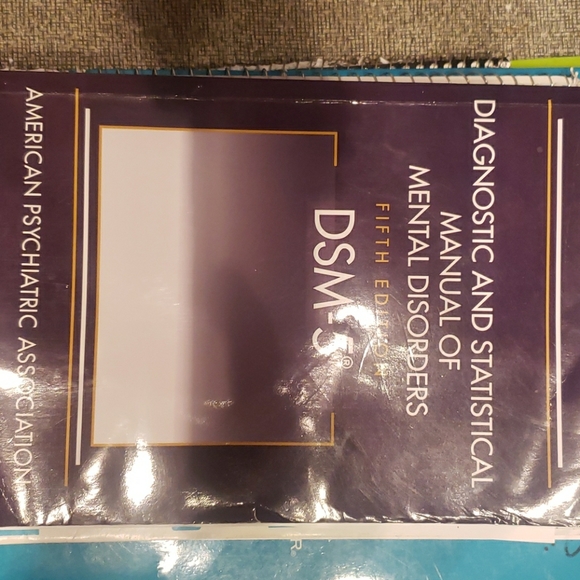 DIAGNOSTIC AND STATISTICAL
MANUAL OF
MENTAL DISORDERS
FIFTH EDITION
DSM-5®
AMERICAN PSYCHIATRIC ASSOCIATION
R